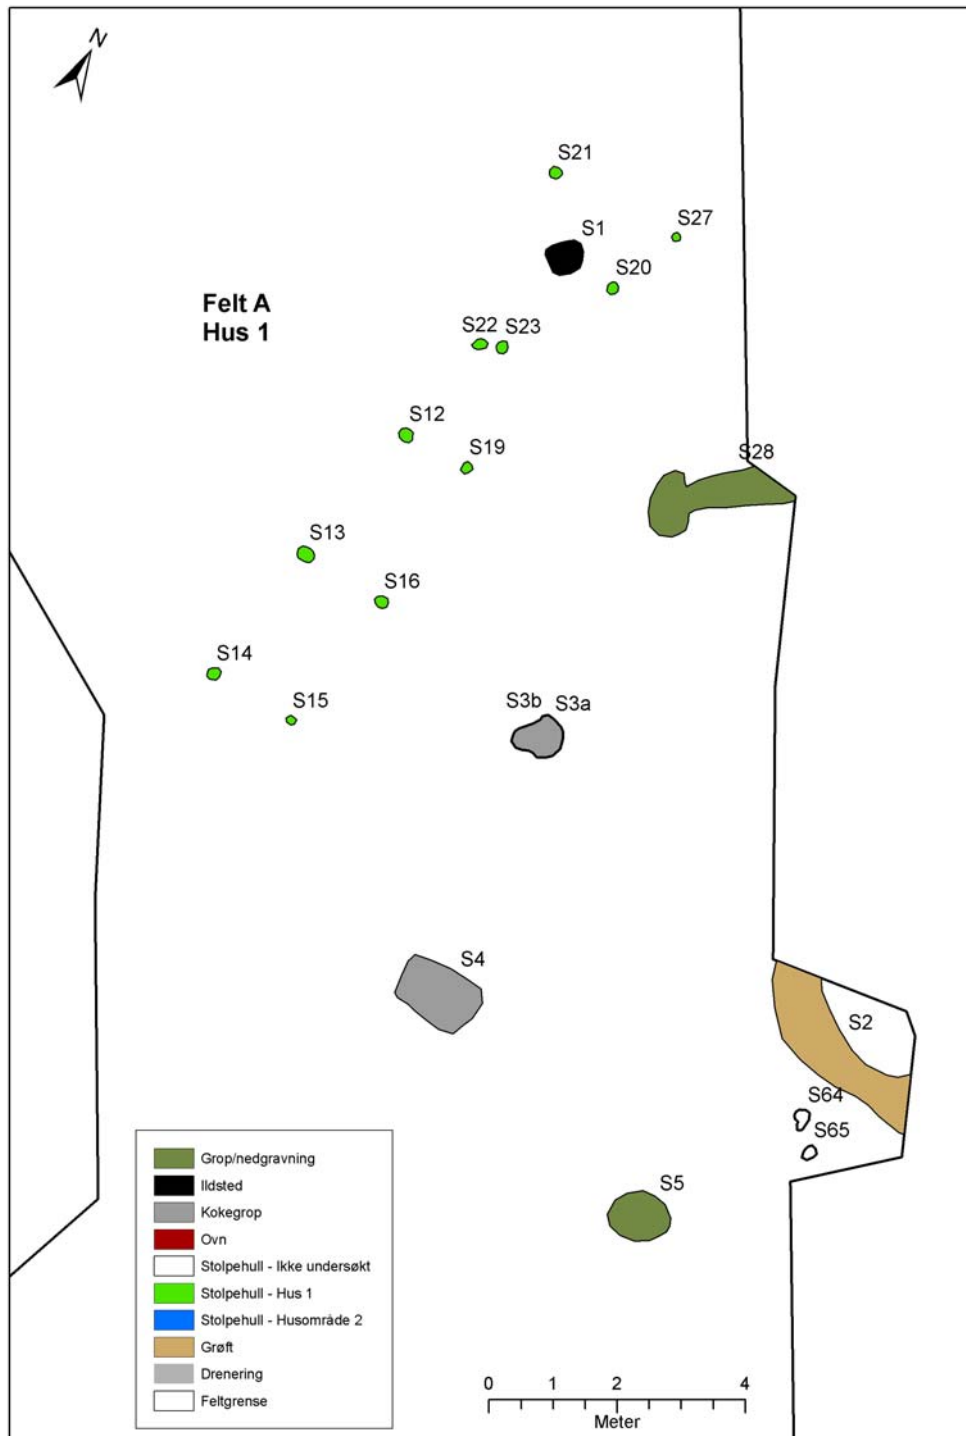 N
S21
S27
S1
S20
Felt A
Hus 1
S22 S23
S12
S19
S28
S13
S16
S14
S15
S3b S3a
S4
S2
S64
S65
S5
Grop/nedgravning
Ildsted
Kokegrop
Ovn
Stolpehull - Ikke undersøkt
Stolpehull - Hus 1
Stolpehull - Husområde 2
Grøft
Drenering
Feltgrense
0 1 2 4
Meter